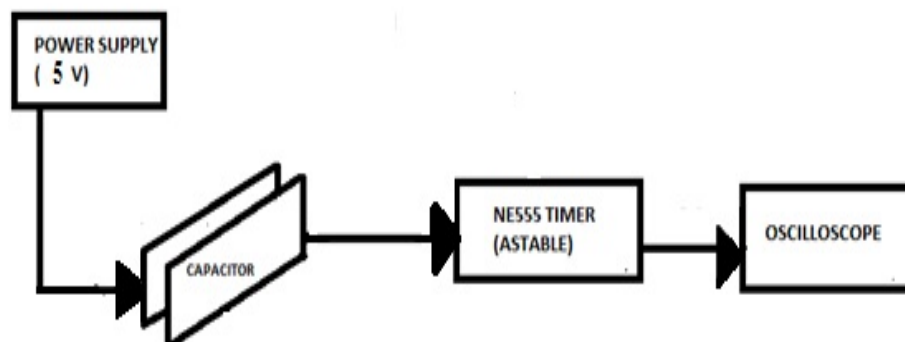 POWER SUPPLY
( 5 V)
CAPACITOR
NE555 TIMER
(ASTABLE)
OSCILLOSCOPE